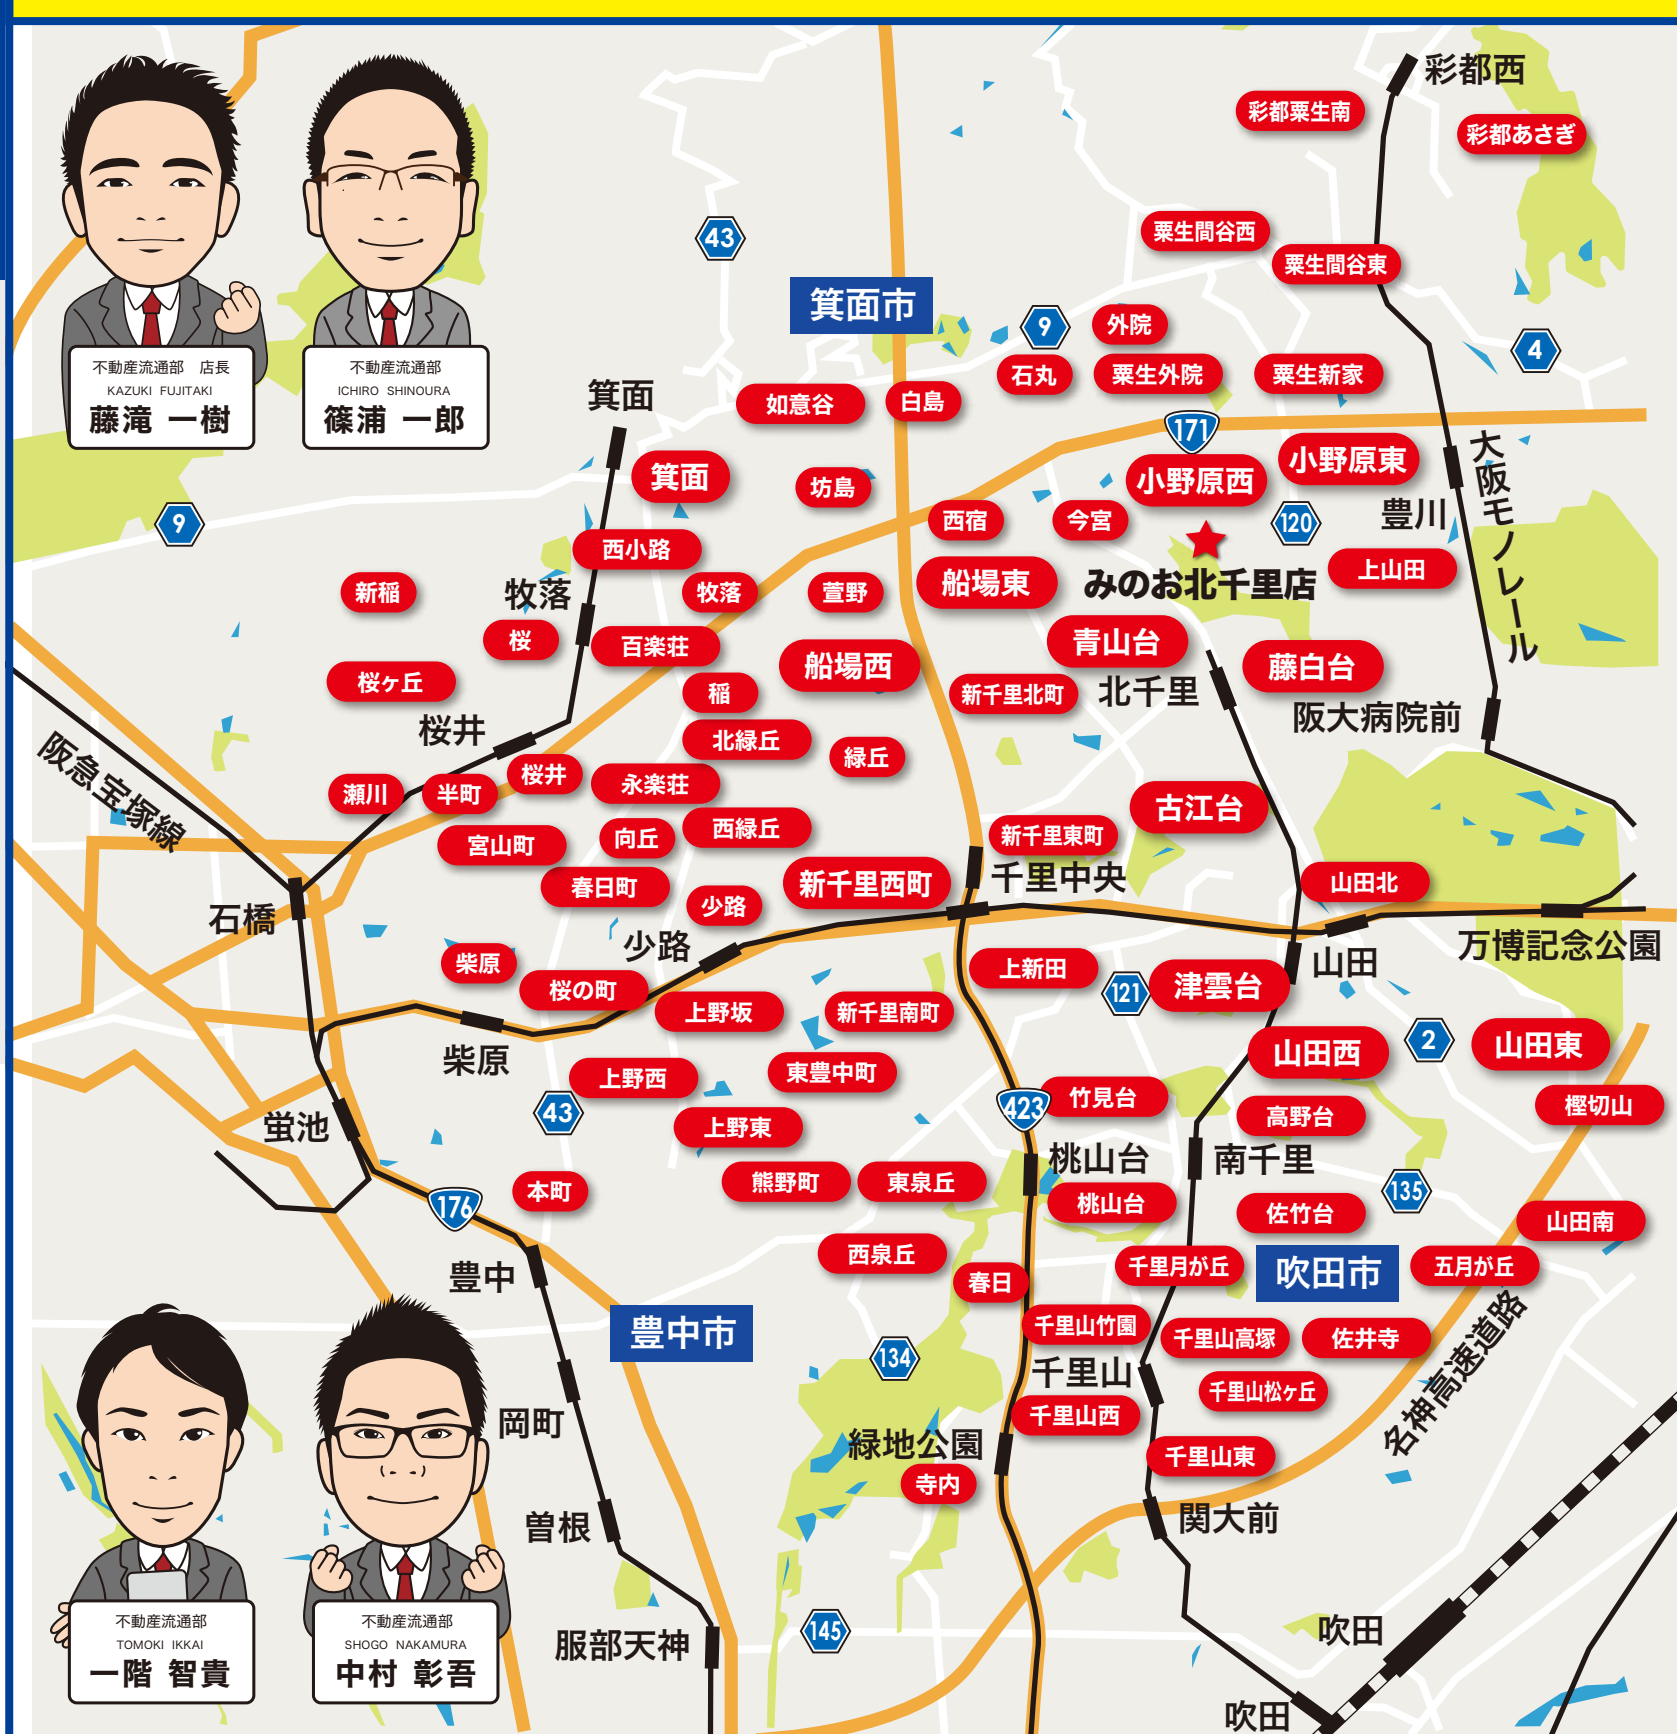 彩都西
彩都粟生南
彩都あさぎ
粟生間谷西
43
粟生間谷東
箕面市
9
外院
4
不動産流通部　店長
KAZUKI FUJITAKI
藤滝 一樹
不動産流通部
ICHIRO SHINOURA
篠浦 一郎
石丸
粟生外院
粟生新家
箕面
如意谷
白島
171
大阪モノレール
小野原東
箕面
小野原西
坊島
9
西宿
今宮
120
豊川
西小路
みのお北千里店
上山田
新稲
牧落
牧落
萱野
船場東
桜
百楽荘
青山台
船場西
藤白台
桜ヶ丘
稲
新千里北町
北千里
阪大病院前
桜井
北緑丘
緑丘
阪急宝塚線
瀬川
半町
桜井
永楽荘
古江台
宮山町
向丘
西緑丘
新千里東町
千里中央
春日町
新千里西町
山田北
石橋
少路
少路
万博記念公園
柴原
上新田
山田
桜の町
121
津雲台
上野坂
新千里南町
柴原
山田西
2
山田東
上野西
東豊中町
43
423
竹見台
高野台
樫切山
蛍池
上野東
桃山台
南千里
熊野町
東泉丘
本町
桃山台
135
176
佐竹台
山田南
西泉丘
豊中
春日
千里月が丘
吹田市
五月が丘
豊中市
千里山竹園
千里山高塚
佐井寺
名神高速道路
134
千里山
千里山松ヶ丘
岡町
千里山西
緑地公園
千里山東
寺内
曽根
関大前
不動産流通部
TOMOKI IKKAI
一階 智貴
不動産流通部
SHOGO NAKAMURA
中村 彰吾
服部天神
145
吹田
吹田